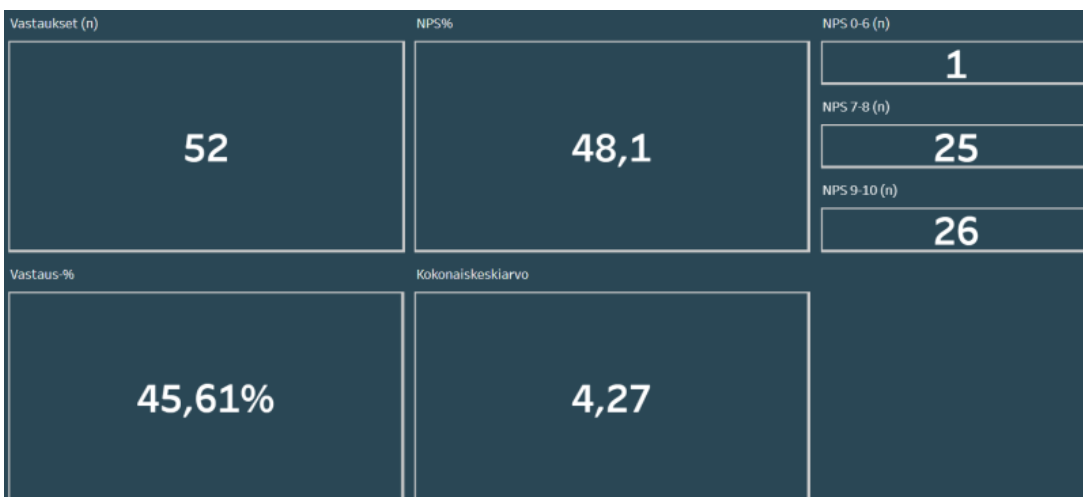 Vastaukset (n)
52
NPS%
48,1
NPS 0-6 (n)
1
NPS 7-8 (n)
25
NPS 9-10 (n)
26
Vastaus-%
45,61%
Kokonaiskeskiarvo
4,27